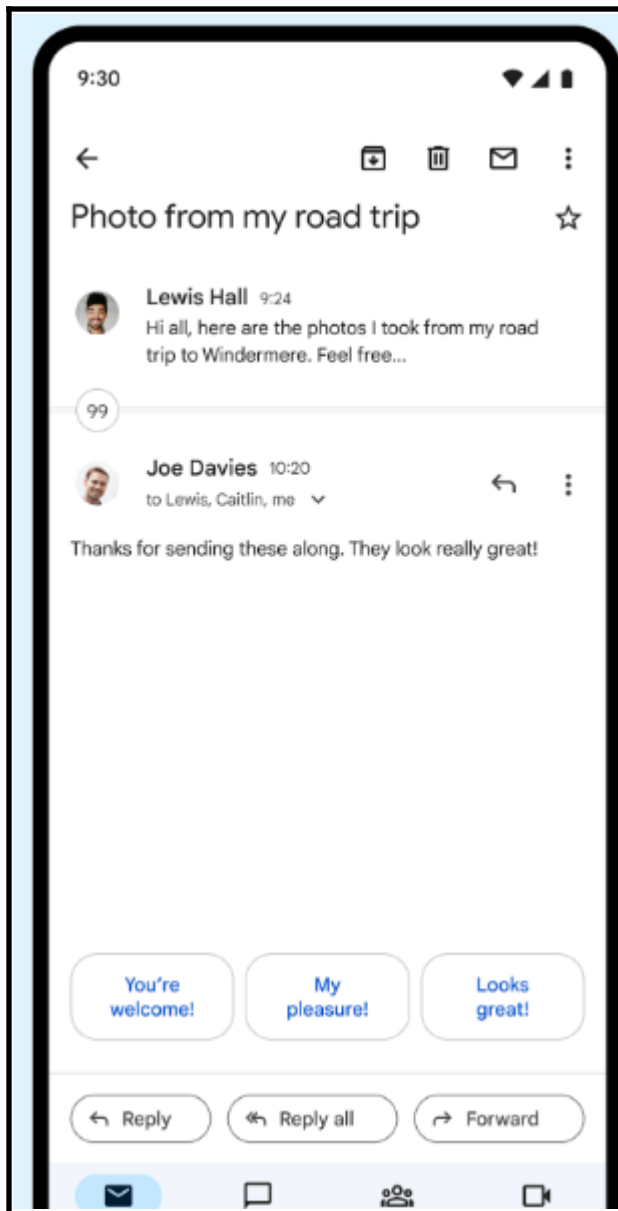 9:30
Photo from my road trip
Lewis Hall 9:24
Hi all, here are the photos I took from my road
trip to Windermere. Feel free...
99
Joe Davies 10:20
to Lewis, Caitlin, me
Thanks for sending these along. They look really great!
You're
welcome!
My
pleasure!
Looks
great!
Reply
Reply all
Forward